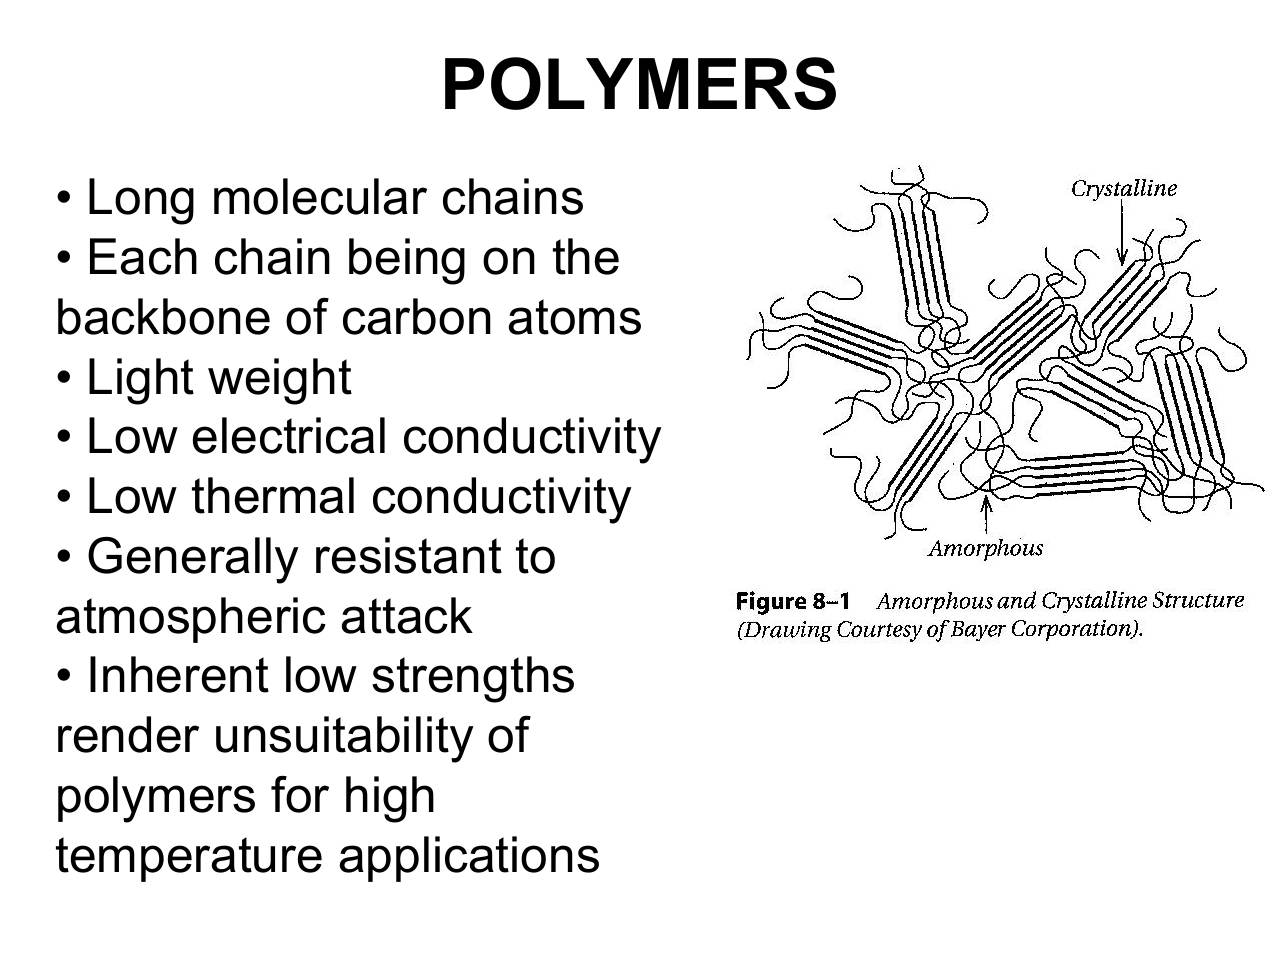 POLYMERS
• Long molecular chains
• Each chain being on the
backbone of carbon atoms
• Light weight
• Low electrical conductivity
• Low thermal conductivity
• Generally resistant to
atmospheric attack
• Inherent low strengths
render unsuitability of
polymers for high
temperature applications
Crystalline
Amorphous
Figure 8–1 Amorphous and Crystalline Structure
(Drawing Courtesy of Bayer Corporation).